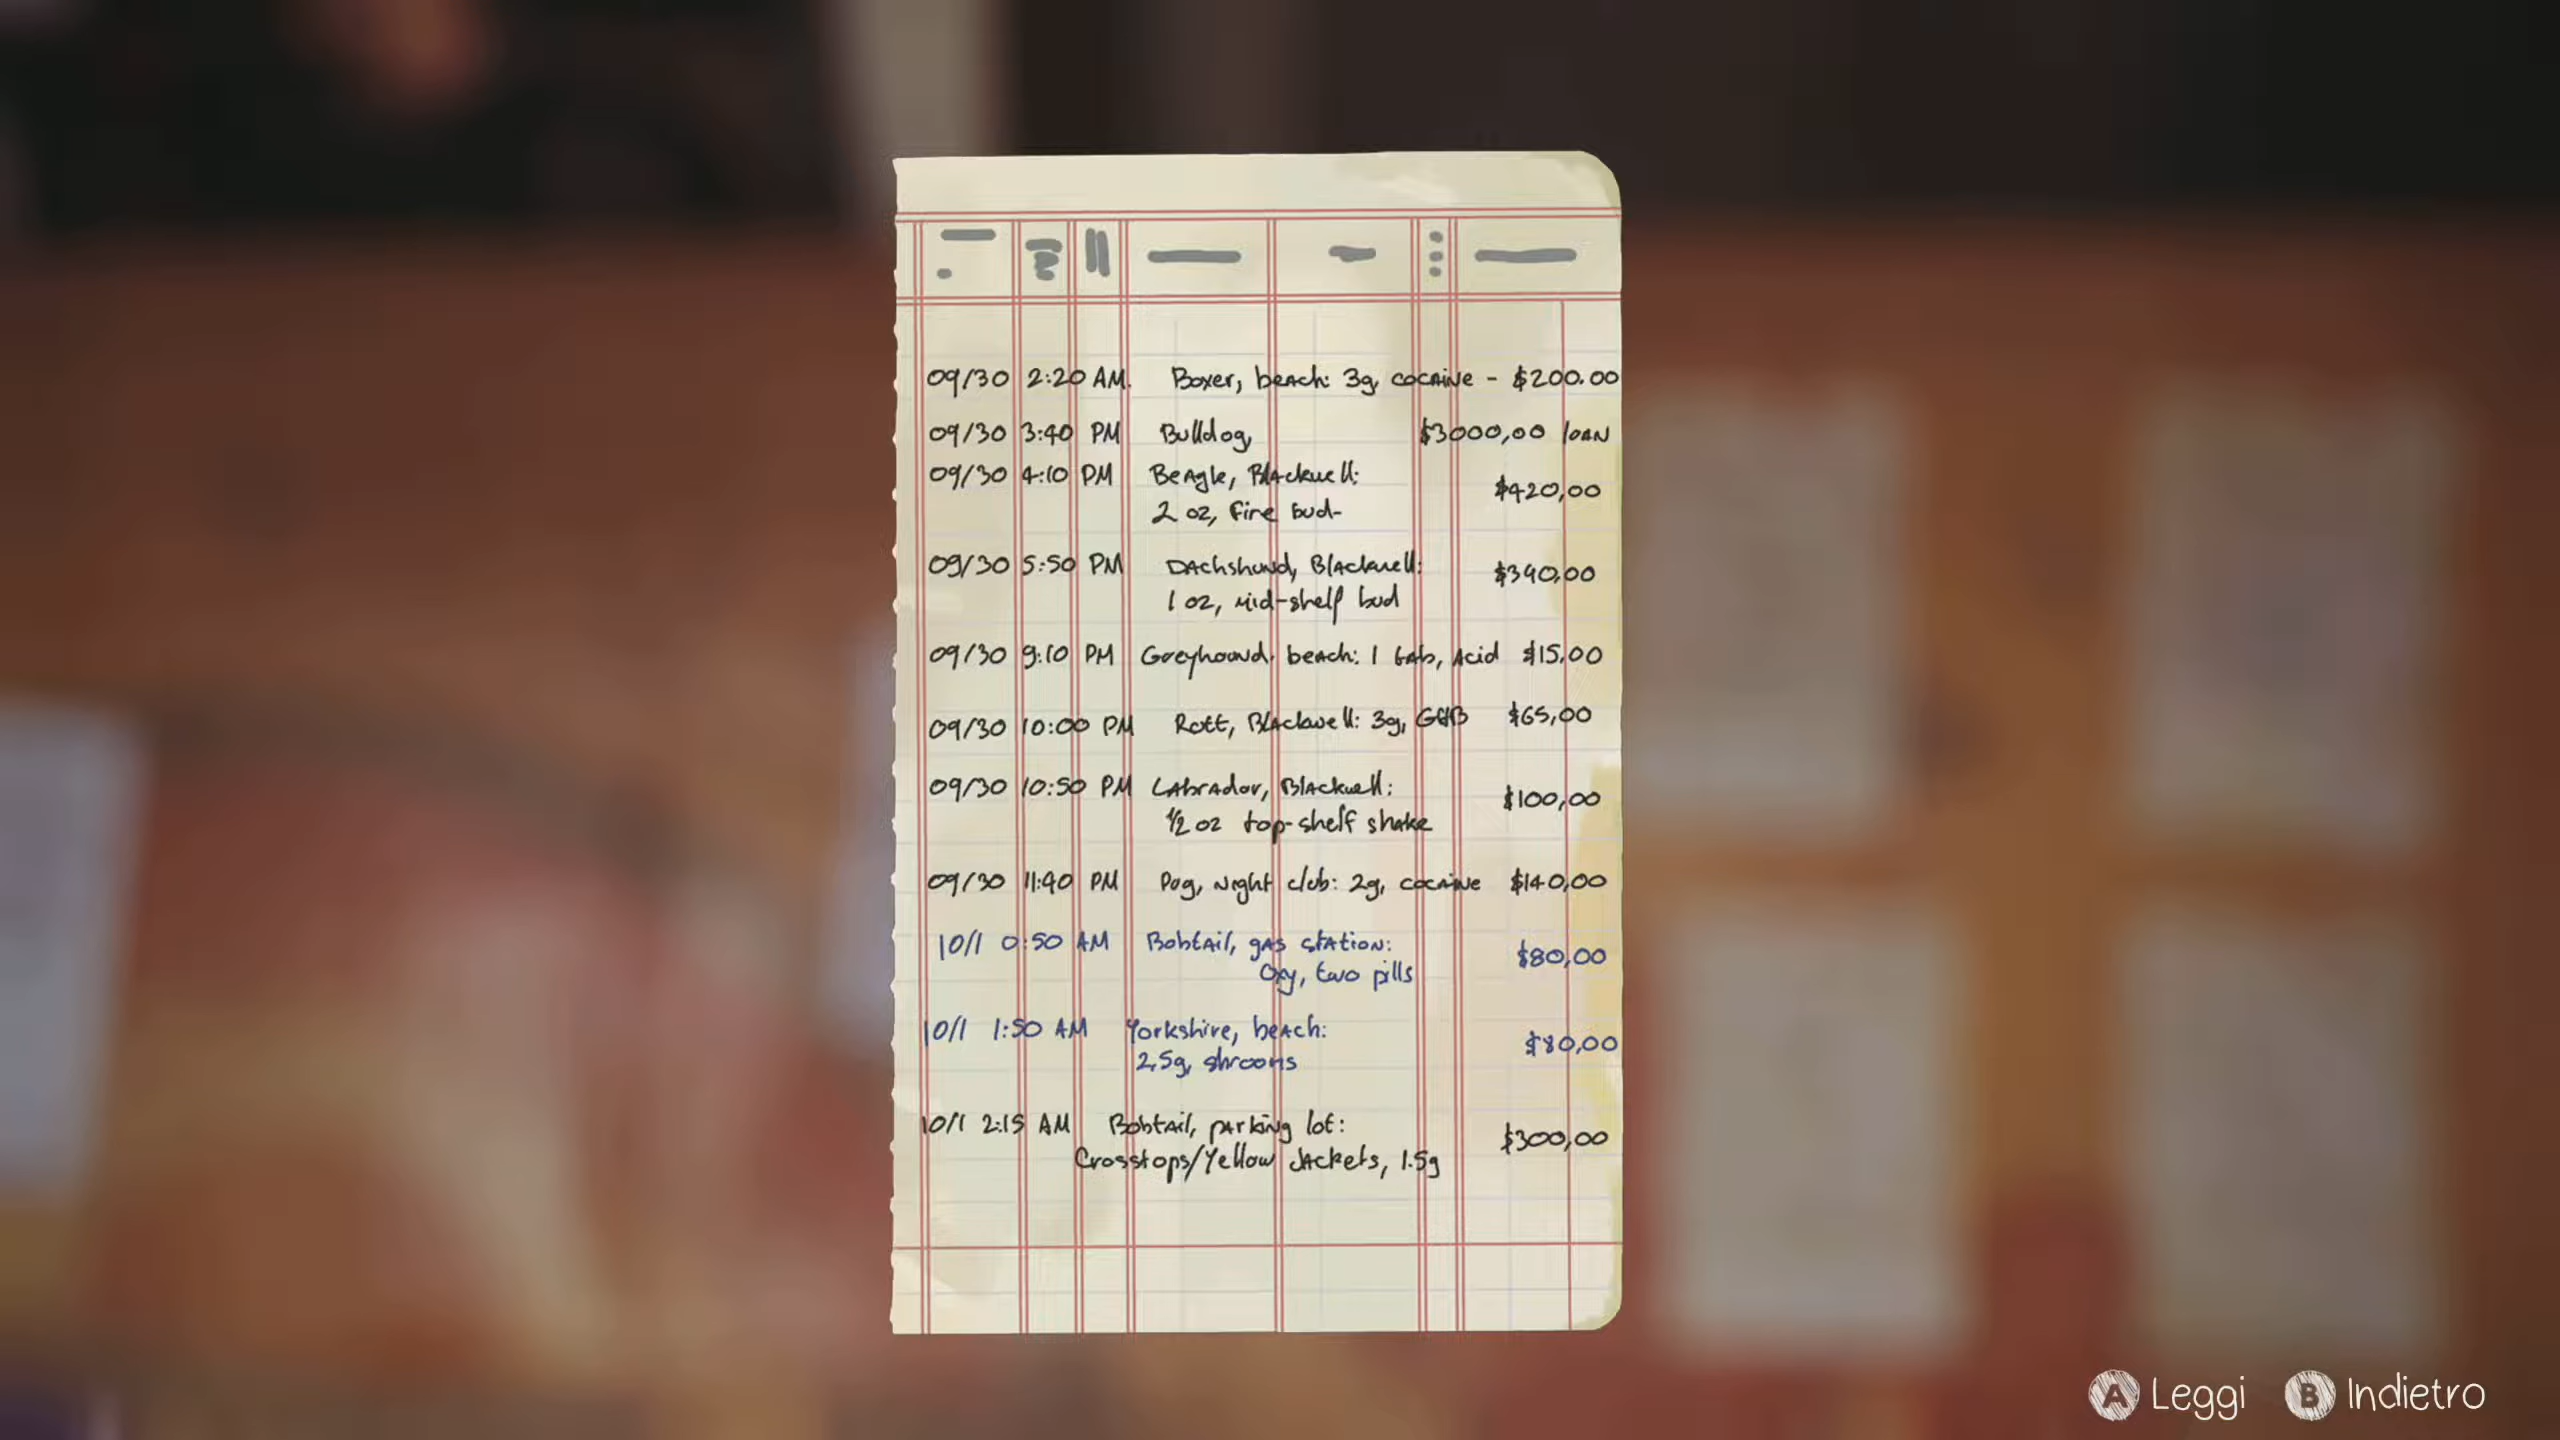 09/30 2:20 AM. Boxer, beach: 3g, cocaine - $200.00
09/30 3:40 PM Bulldog, $3000,00 loan
09/30 4:10 PM Beagle, Blackwell: $420,00
2 oz, fire bud-
09/30 5:50 PM Dachshund, Blackwell: $340,00
1 oz, mid-shelf bud
09/30 9:10 PM Greyhound, beach: 1 tab, acid $15,00
09/30 10:00 PM Rott, Blackwell: 3g, GHB $65,00
09/30 10:50 PM Labrador, Blackwell: $100,00
1/2 oz top-shelf shake
09/30 11:40 PM Pug, night club: 2g, cocaine $140,00
10/1 0:50 AM Bobtail, gas station: $80,00
Oxy, two pills
10/1 1:50 AM Yorkshire, beach: $80,00
2,5g, shrooms
10/1 2:15 AM Bobtail, parking lot: $300,00
Crosstops/Yellow Jackets, 1.5g
A Leggi B Indietro